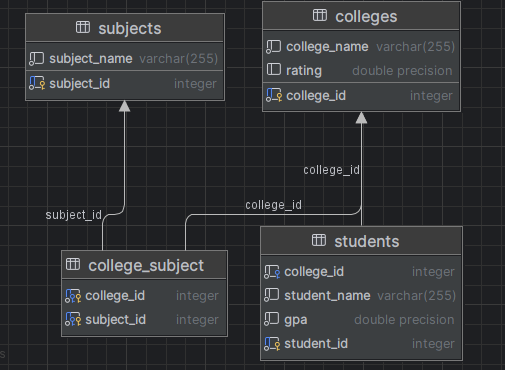 subjects
subject_name varchar(255)
subject_id integer
colleges
college_name varchar(255)
rating double precision
college_id integer
college_id
college_id
subject_id
college_subject
college_id integer
subject_id integer
students
college_id integer
student_name varchar(255)
gpa double precision
student_id integer
s